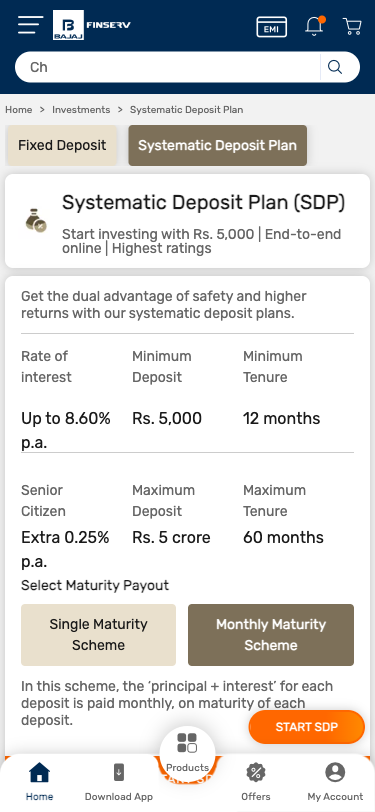 B
BAJAJ
FINSERV
EMI
Ch
Home > Investments > Systematic Deposit Plan
Fixed Deposit
Systematic Deposit Plan
Systematic Deposit Plan (SDP)
Start investing with Rs. 5,000 | End-to-end
online | Highest ratings
Get the dual advantage of safety and higher
returns with our systematic deposit plans.
Rate of
interest
Minimum
Deposit
Minimum
Tenure
Up to 8.60%
p.a.
Rs. 5,000
12 months
Senior
Citizen
Maximum
Deposit
Maximum
Tenure
Extra 0.25%
p.a.
Rs. 5 crore
60 months
Select Maturity Payout
Single Maturity
Scheme
Monthly Maturity
Scheme
In this scheme, the ‘principal + interest’ for each
deposit is paid monthly, on maturity of each
deposit.
START SDP
Home
Download App
Products
Offers
My Account